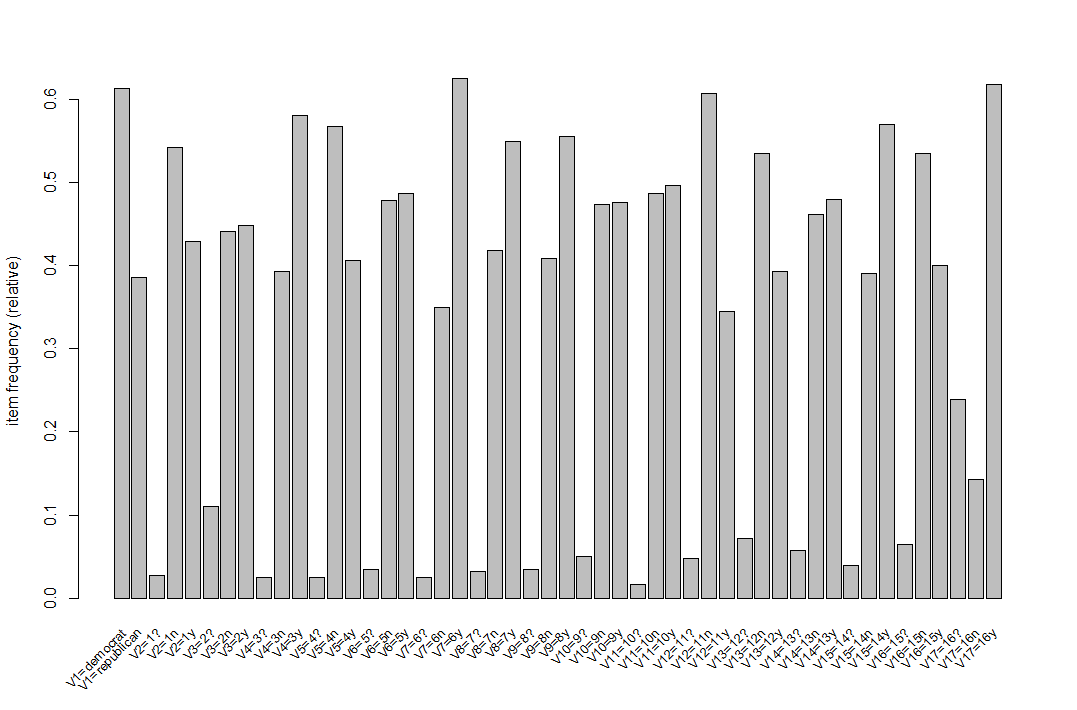 item frequency (relative)
0.6
0.5
0.4
0.3
0.2
0.1
0.0
V1=democrat
V1=republican
V2=1?
V2=1n
V2=1y
V3=2?
V3=2n
V3=2y
V4=3?
V4=3n
V4=3y
V5=4?
V5=4n
V5=4y
V6=5?
V6=5n
V6=5y
V7=6?
V7=6n
V7=6y
V8=7?
V8=7n
V8=7y
V9=8?
V9=8n
V9=8y
V10=9?
V10=9n
V10=9y
V11=10?
V11=10n
V11=10y
V12=11?
V12=11n
V12=11y
V13=12?
V13=12n
V13=12y
V14=13?
V14=13n
V14=13y
V15=14?
V15=14n
V15=14y
V16=15?
V16=15n
V16=15y
V17=16?
V17=16n
V17=16y